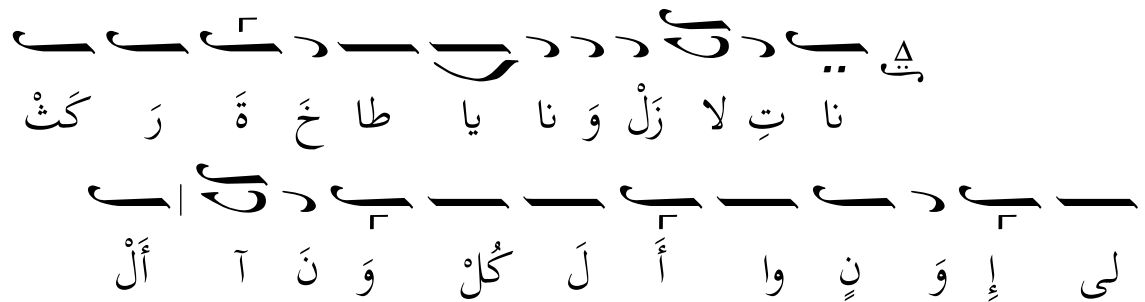 كَثْ رَ ةَ خَ طا يا نا وَ زَلْ لا تِ نا
أَلْ آ نَ وَ كُلْ لَ أَ وا نٍ وَ إِ لى